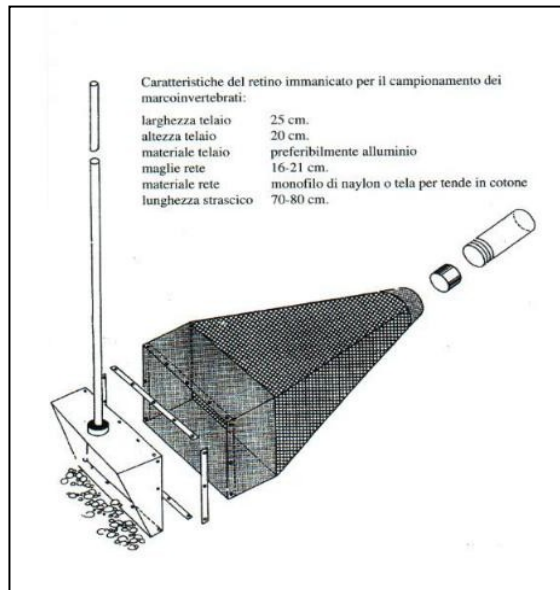 Caratteristiche del retino immanicato per il campionamento dei
marcoinvertebrati:
larghezza telaio 25 cm.
altezza telaio 20 cm.
materiale telaio preferibilmente alluminio
maglie rete 16-21 cm.
materiale rete monofilo di naylon o tela per tende in cotone
lunghezza strascico 70-80 cm.